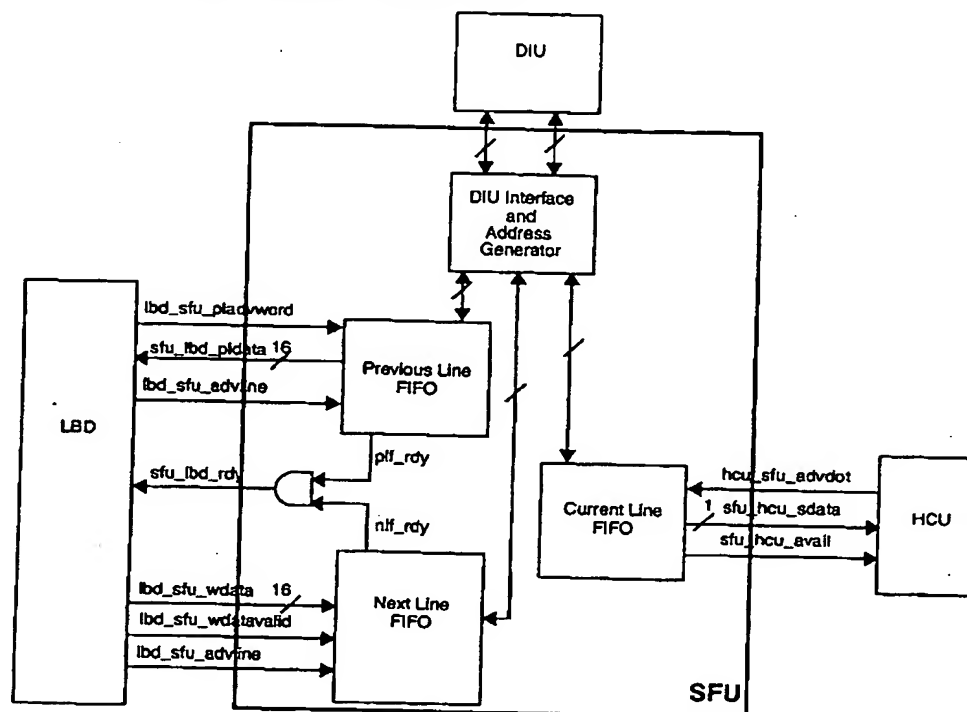 DIU
DIU Interface
and
Address
Generator
lbd_sfu_pladvword
sfu_lbd_pldata 16
lbd_sfu_advline
Previous Line
FIFO
LBD
plf_rdy
sfu_lbd_rdy
nlf_rdy
hcu_sfu_advdot
1 sfu_hcu_sdata
sfu_hcu_avail
Current Line
FIFO
HCU
lbd_sfu_wdata 16
lbd_sfu_wdatavalid
lbd_sfu_advline
Next Line
FIFO
SFU